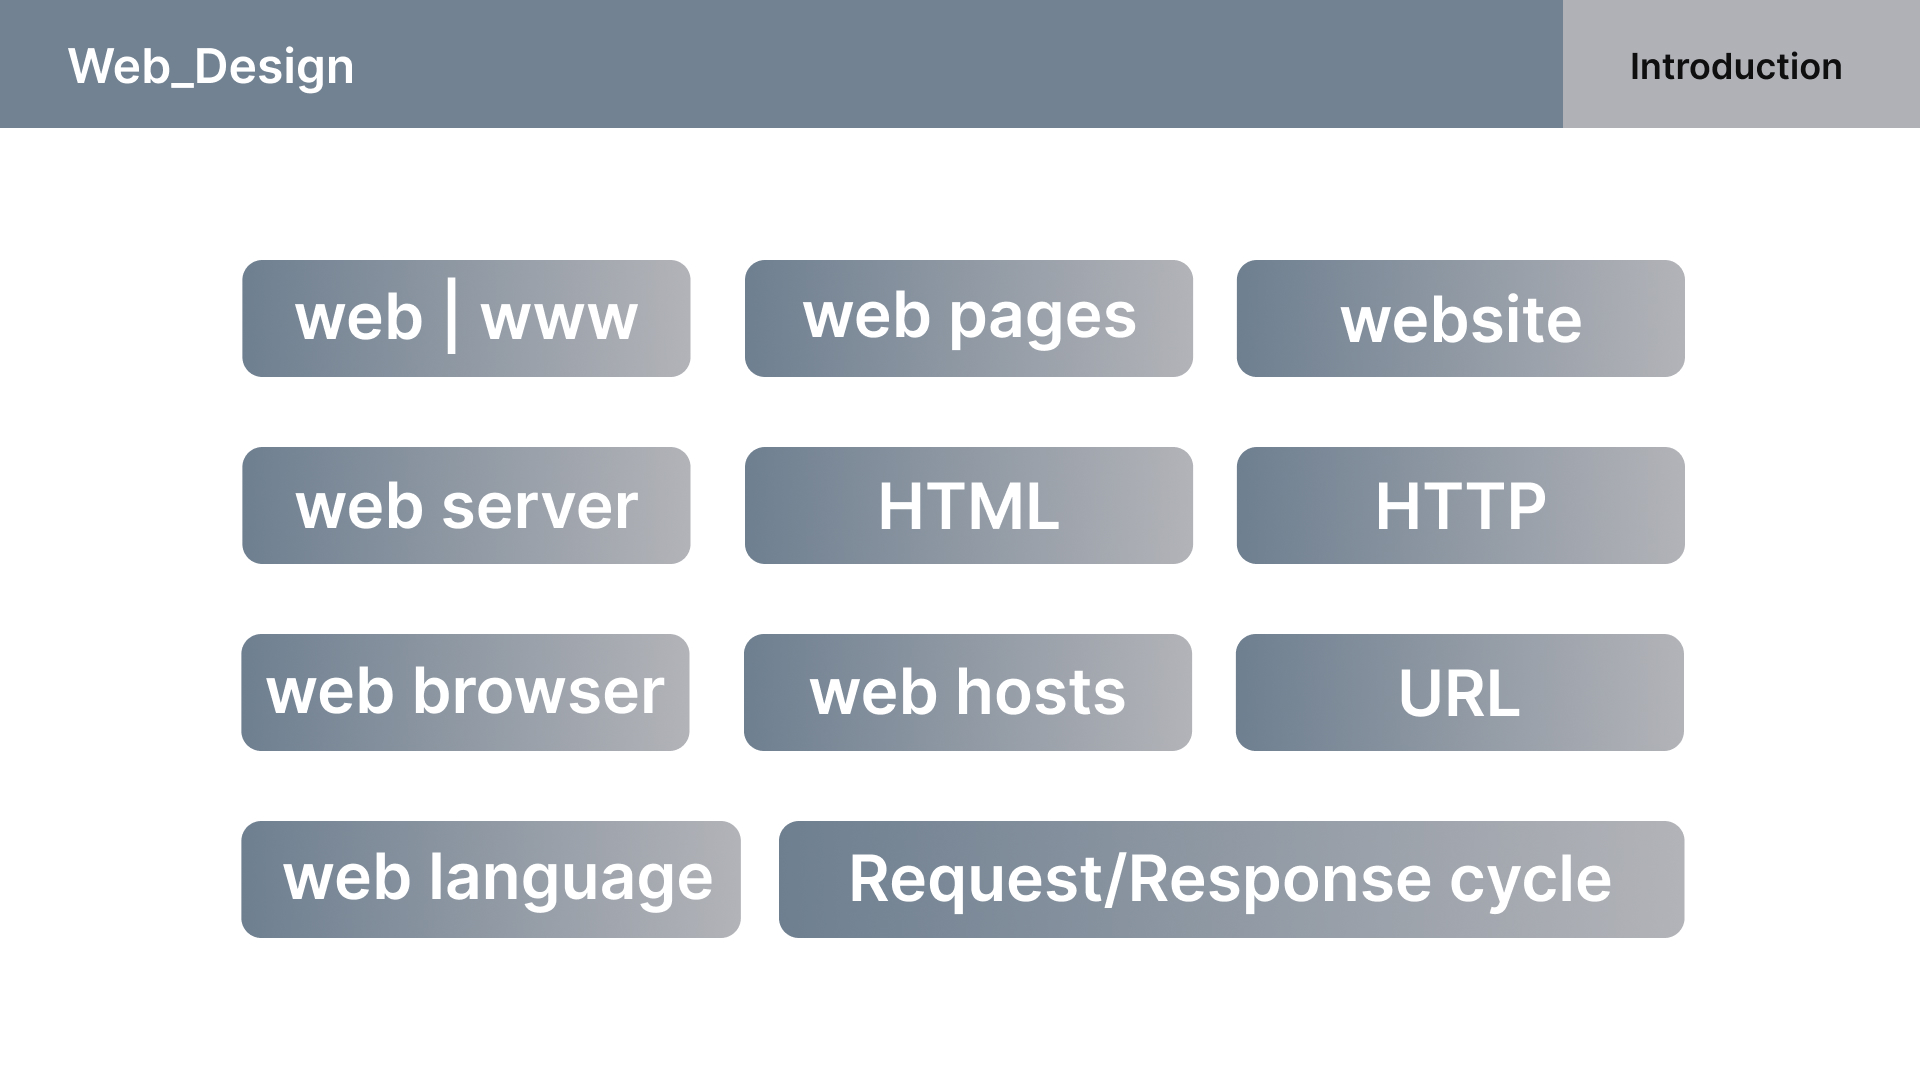 Web_Design
Introduction
web | www
web pages
website
web server
HTML
HTTP
web browser
web hosts
URL
web language
Request/Response cycle